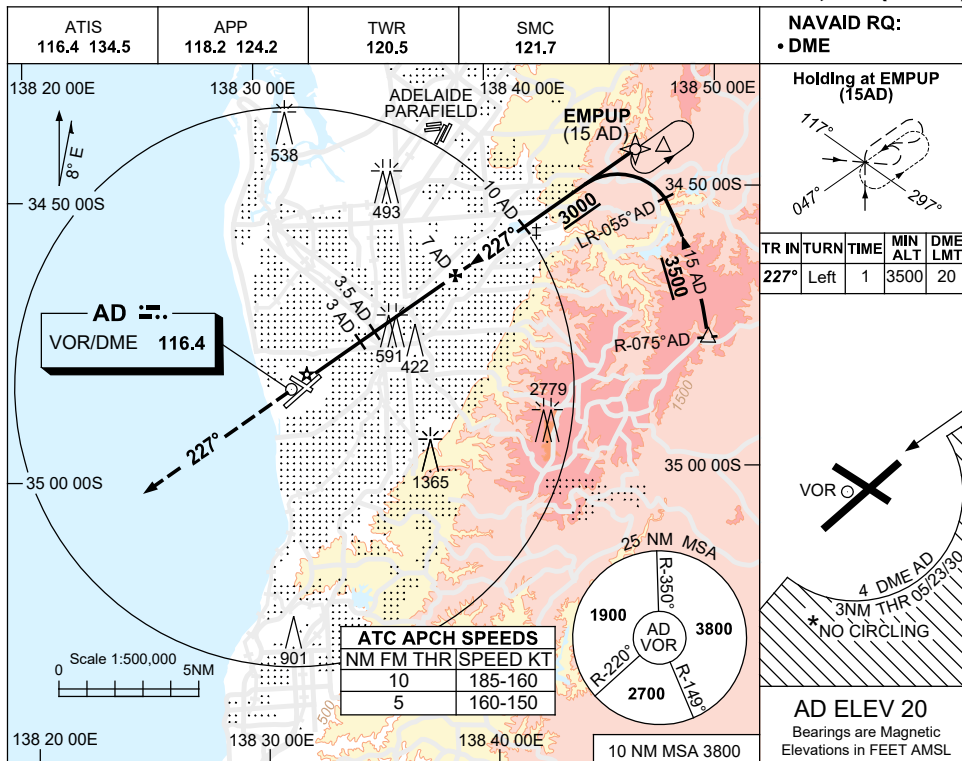 ATIS
116.4 134.5
APP
118.2 124.2
TWR
120.5
SMC
121.7
NAVAID RQ:
• DME
138 20 00E
138 30 00E
138 40 00E
138 50 00E
8° E
538
ADELAIDE
PARAFIELD
EMPUP
(15 AD)
34 50 00S
34 50 00S
493
10 AD
3000
LR-055°AD
227°
7 AD
15 AD
3500
3.5 AD
3 AD
R-075°AD
AD
VOR/DME 116.4
591
422
2779
1500
227°
1365
35 00 00S
35 00 00S
25 NM MSA
R-350°
1900
3800
AD
VOR
R-220°
R-149°
2700
901
500
ATC APCH SPEEDS
NM FM THR SPEED KT
10 185-160
5 160-150
Scale 1:500,000
0 5NM
138 20 00E
138 30 00E
138 40 00E
10 NM MSA 3800
Holding at EMPUP
(15AD)
117°
047°
297°
TR IN TURN TIME MIN ALT DME LMT
227° Left 1 3500 20
VOR
4 DME AD
3NM THR 05/23/30
*NO CIRCLING
AD ELEV 20
Bearings are Magnetic
Elevations in FEET AMSL